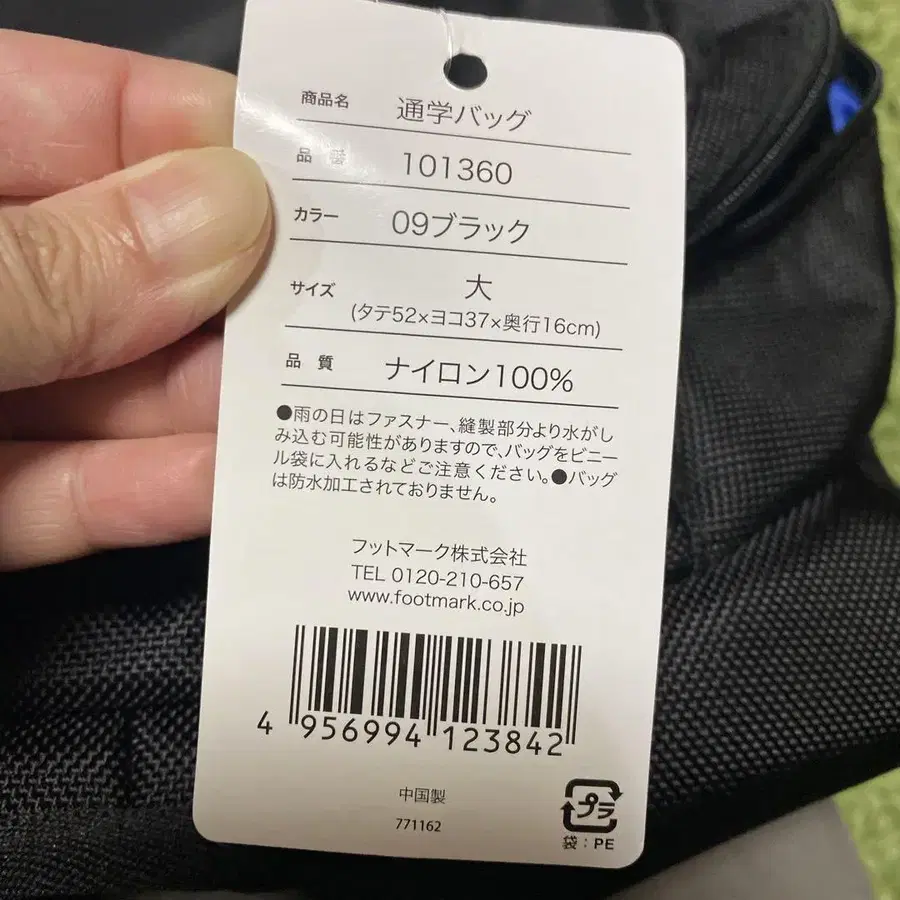 商品名 通学バッグ
品 番 101360
カラー 09ブラック
サイズ 大
(タテ52×ヨコ37×奥行16cm)
品 質 ナイロン100%
●雨の日はファスナー、縫製部分より水がし
み込む可能性がありますので、バッグをビニー
ル袋に入れるなどご注意ください。●バッグ
は防水加工されておりません。
フットマーク株式会社
TEL 0120-210-657
www.footmark.co.jp
4 956994 123842
中国製
771162
プラ
袋：PE